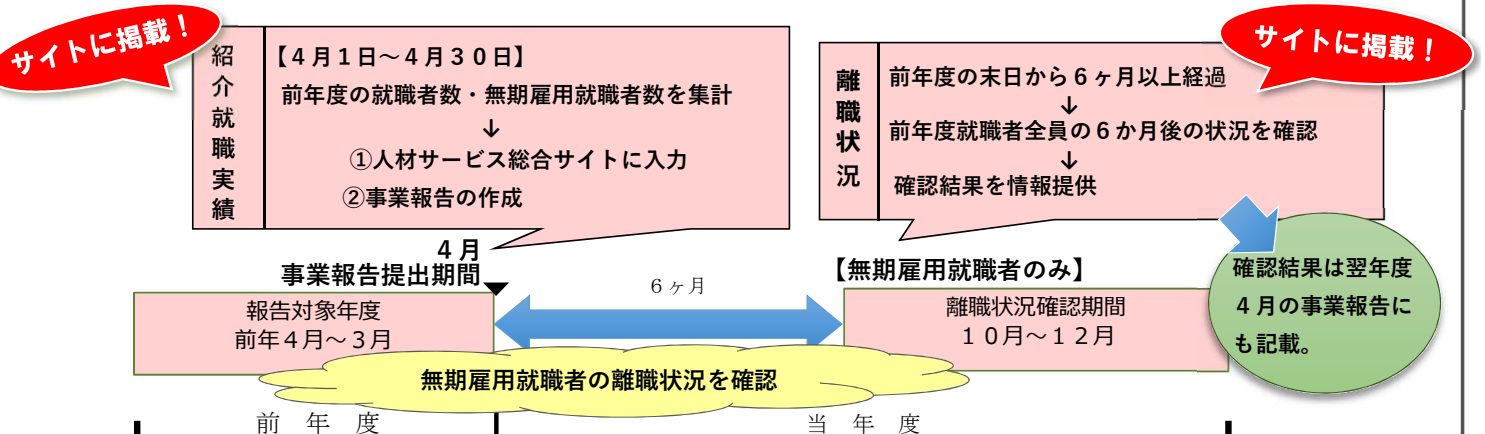 サイトに掲載！
紹介就職実績
【４月１日～４月３０日】
前年度の就職者数・無期雇用就職者数を集計
↓
①人材サービス総合サイトに入力
②事業報告の作成
サイトに掲載！
離職状況
前年度の末日から６ヶ月以上経過
↓
前年度就職者全員の６か月後の状況を確認
↓
確認結果を情報提供
４月
事業報告提出期間
報告対象年度
前年４月～３月
６ヶ月
【無期雇用就職者のみ】
離職状況確認期間
１０月～１２月
確認結果は翌年度
４月の事業報告に
も記載。
無期雇用就職者の離職状況を確認
前　年　度
当　年　度